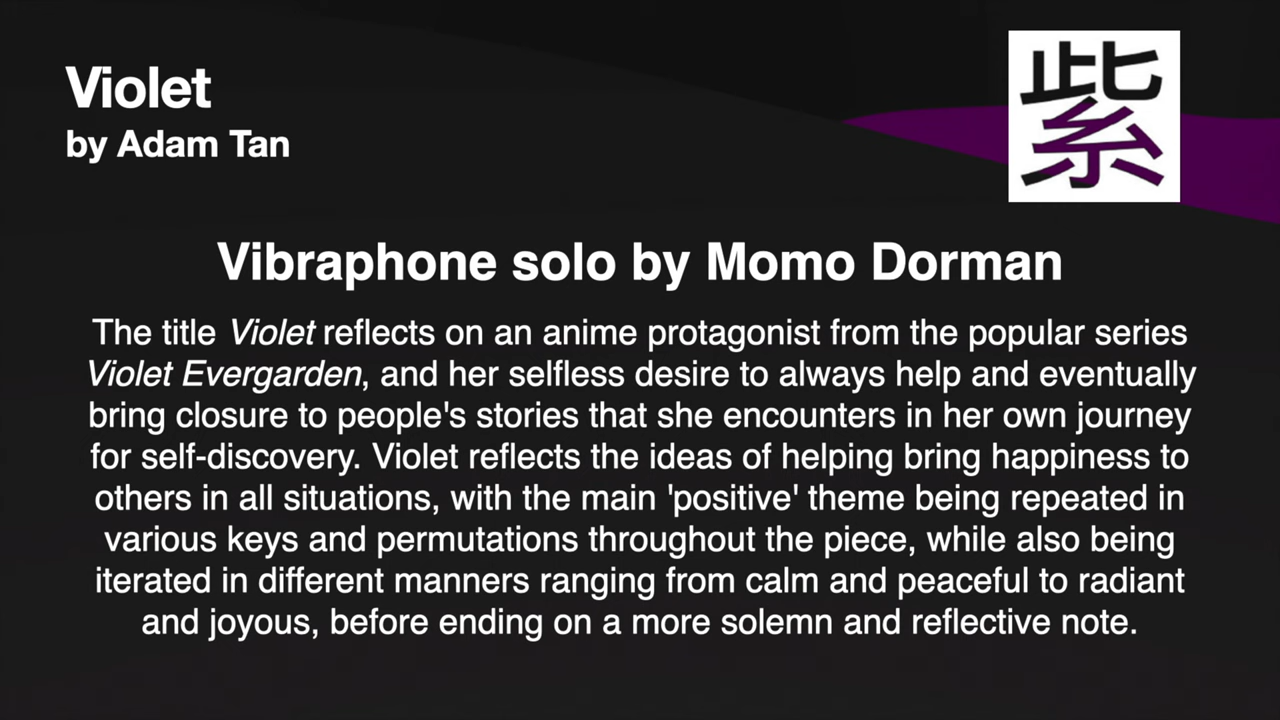 Violet
by Adam Tan
紫
Vibraphone solo by Momo Dorman
The title Violet reflects on an anime protagonist from the popular series
Violet Evergarden, and her selfless desire to always help and eventually
bring closure to people's stories that she encounters in her own journey
for self-discovery. Violet reflects the ideas of helping bring happiness to
others in all situations, with the main 'positive' theme being repeated in
various keys and permutations throughout the piece, while also being
iterated in different manners ranging from calm and peaceful to radiant
and joyous, before ending on a more solemn and reflective note.